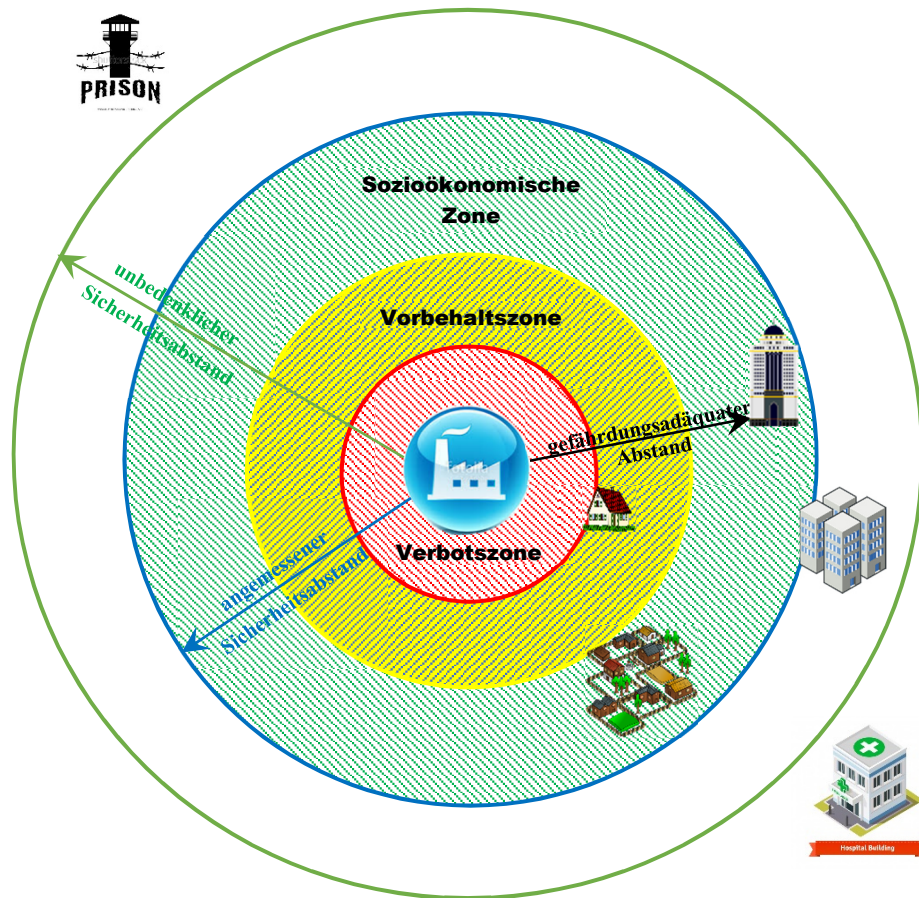 PRISON
Sozioökonomische
Zone
unbedenklicher
Sicherheitsabstand
Vorbehaltszone
gefährdungsadäquater
Abstand
Verbotszone
angemessener
Sicherheitsabstand
Hospital Building